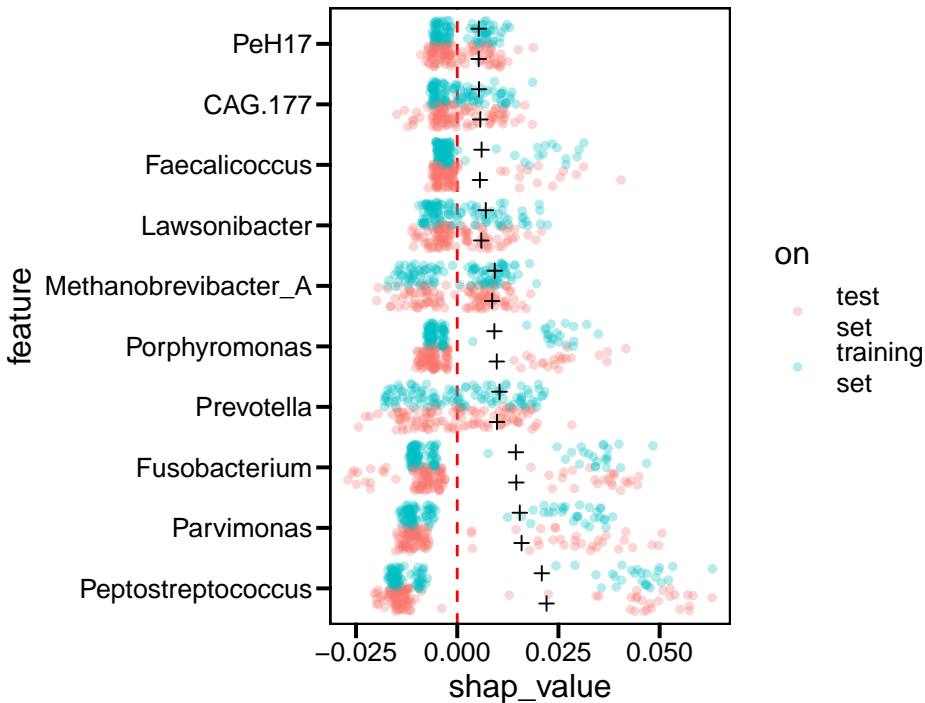 PeH17
CAG.177
Faecalicoccus
Lawsonibacter
Methanobrevibacter_A
Porphyromonas
Prevotella
Fusobacterium
Parvimonas
Peptostreptococcus
feature
−0.025 0.000 0.025 0.050
shap_value
on
test
set
training
set